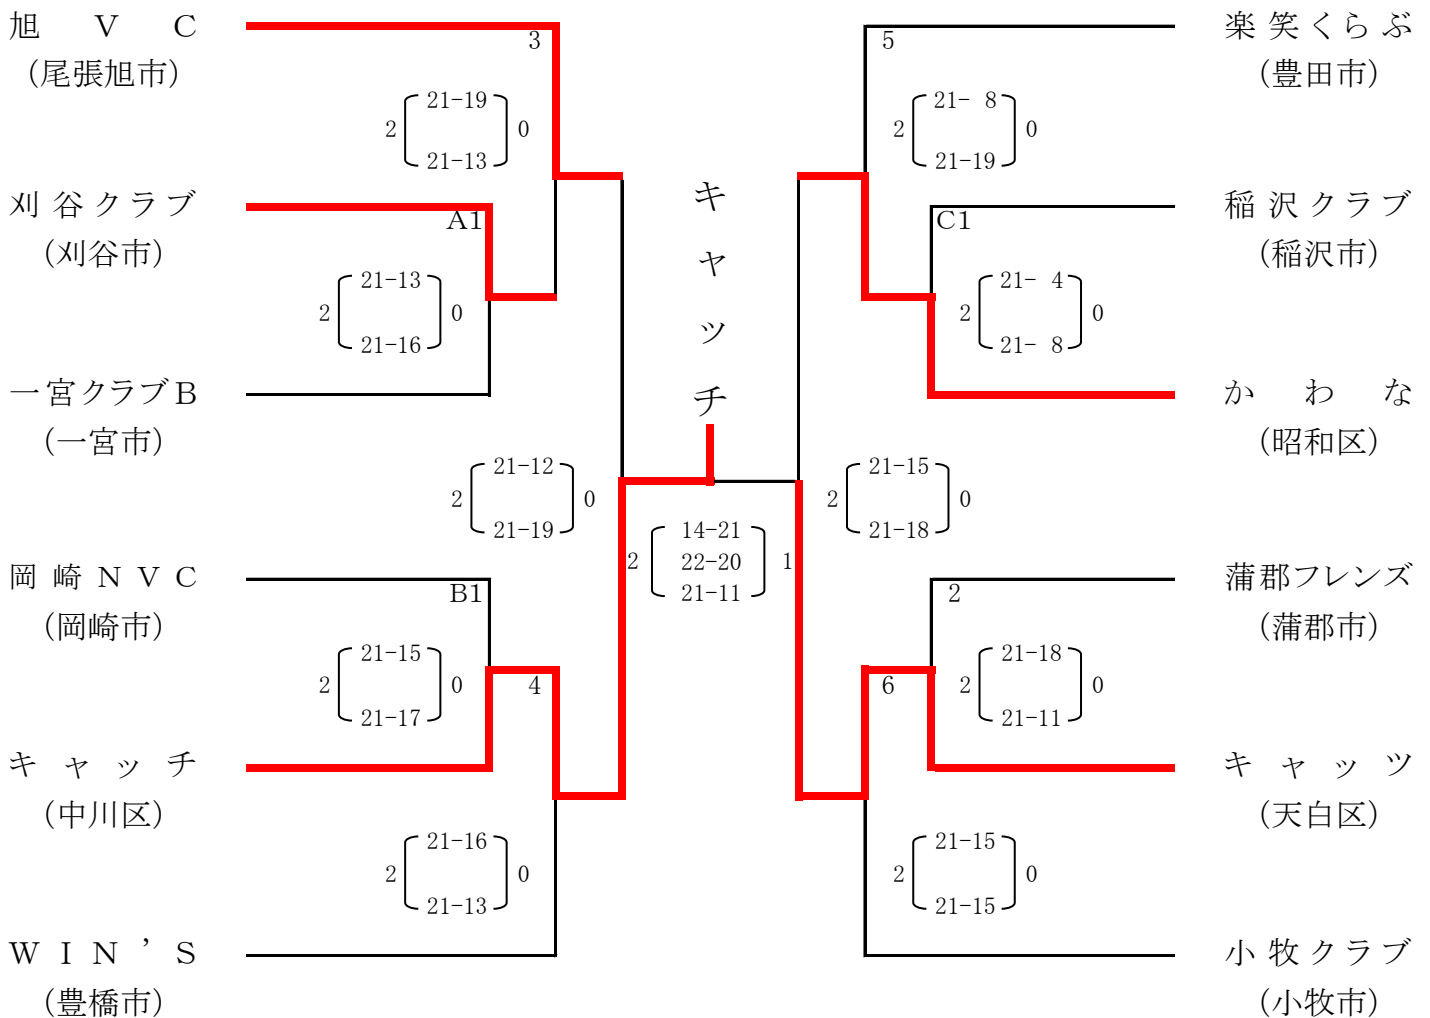 旭 V C
(尾張旭市)
3
21-19
2 0
21-13
刈谷クラブ
(刈谷市)
A1
21-13
2 0
21-16
一宮クラブB
(一宮市)
21-12
2 0
21-19
岡崎NVC
(岡崎市)
B1
21-15
2 0
21-17
4
キャッチ
(中川区)
21-16
2 0
21-13
WIN'S
(豊橋市)
キャッチ
14-21
2 22-20 1
21-11
楽笑くらぶ
(豊田市)
5
21- 8
2 0
21-19
稲沢クラブ
(稲沢市)
C1
21- 4
2 0
21- 8
かわな
(昭和区)
21-15
2 0
21-18
蒲郡フレンズ
(蒲郡市)
2
21-18
2 0
21-11
6
キャッツ
(天白区)
21-15
2 0
21-15
小牧クラブ
(小牧市)